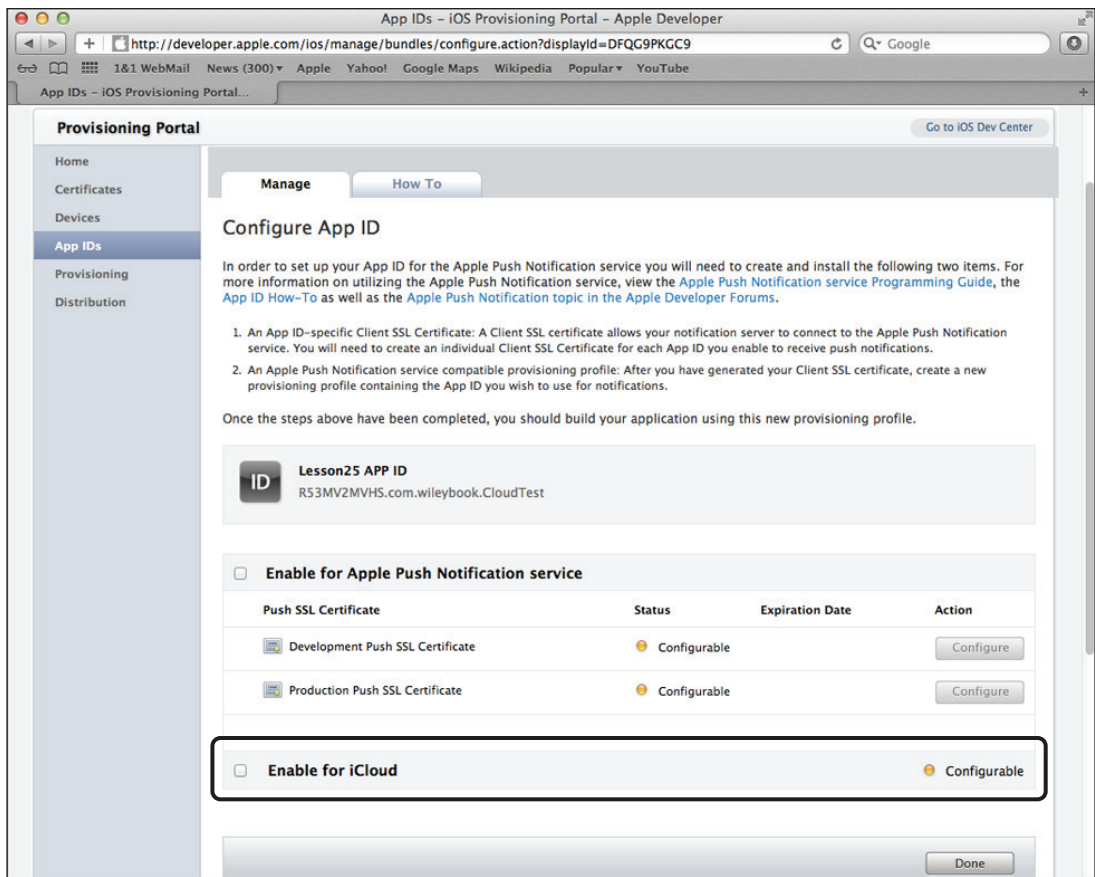 App IDs – iOS Provisioning Portal – Apple Developer
http://developer.apple.com/ios/manage/bundles/configure.action?displayId=DFQG9PKGC9
Google
1&1 WebMail News (300) Apple Yahoo! Google Maps Wikipedia Popular YouTube
App IDs – iOS Provisioning Portal...
Provisioning Portal
Go to iOS Dev Center
Home
Certificates
Devices
App IDs
Provisioning
Distribution
Manage
How To
Configure App ID
In order to set up your App ID for the Apple Push Notification service you will need to create and install the following two items. For
more information on utilizing the Apple Push Notification service, view the Apple Push Notification service Programming Guide, the
App ID How-To as well as the Apple Push Notification topic in the Apple Developer Forums.
1. An App ID-specific Client SSL Certificate: A Client SSL certificate allows your notification server to connect to the Apple Push Notification
service. You will need to create an individual Client SSL Certificate for each App ID you enable to receive push notifications.
2. An Apple Push Notification service compatible provisioning profile: After you have generated your Client SSL certificate, create a new
provisioning profile containing the App ID you wish to use for notifications.
Once the steps above have been completed, you should build your application using this new provisioning profile.
ID
Lesson25 APP ID
R53MV2MVHS.com.wileybook.CloudTest
Enable for Apple Push Notification service
Push SSL Certificate Status Expiration Date Action
Development Push SSL Certificate Configurable Configure
Production Push SSL Certificate Configurable Configure
Enable for iCloud Configurable
Done